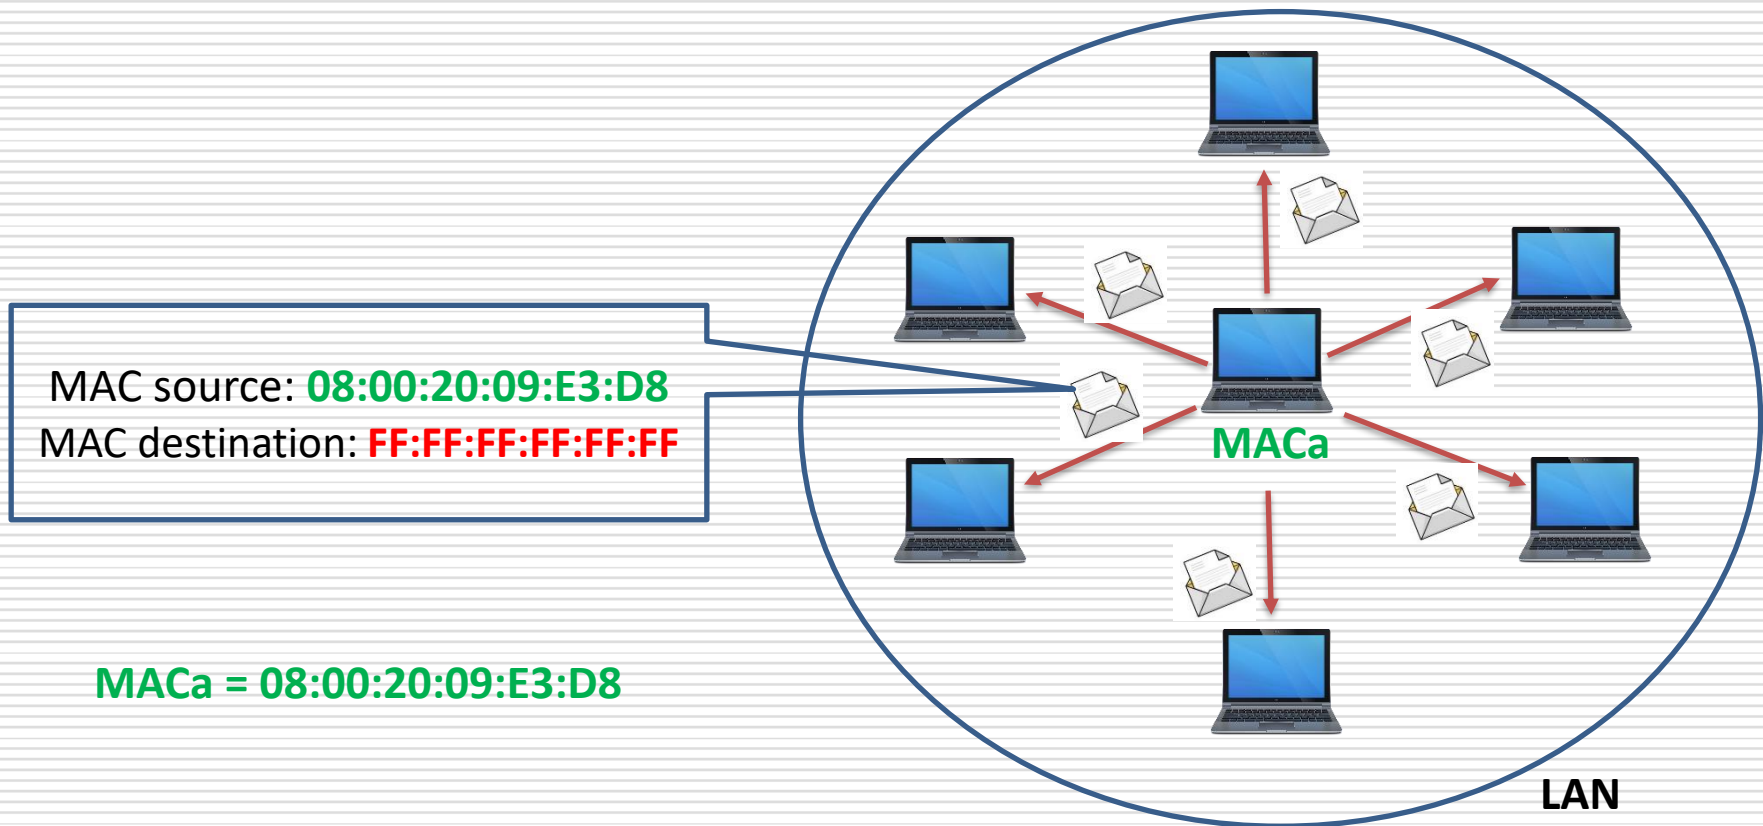 MAC source: 08:00:20:09:E3:D8
MAC destination: FF:FF:FF:FF:FF:FF
MACa
MACa = 08:00:20:09:E3:D8
LAN